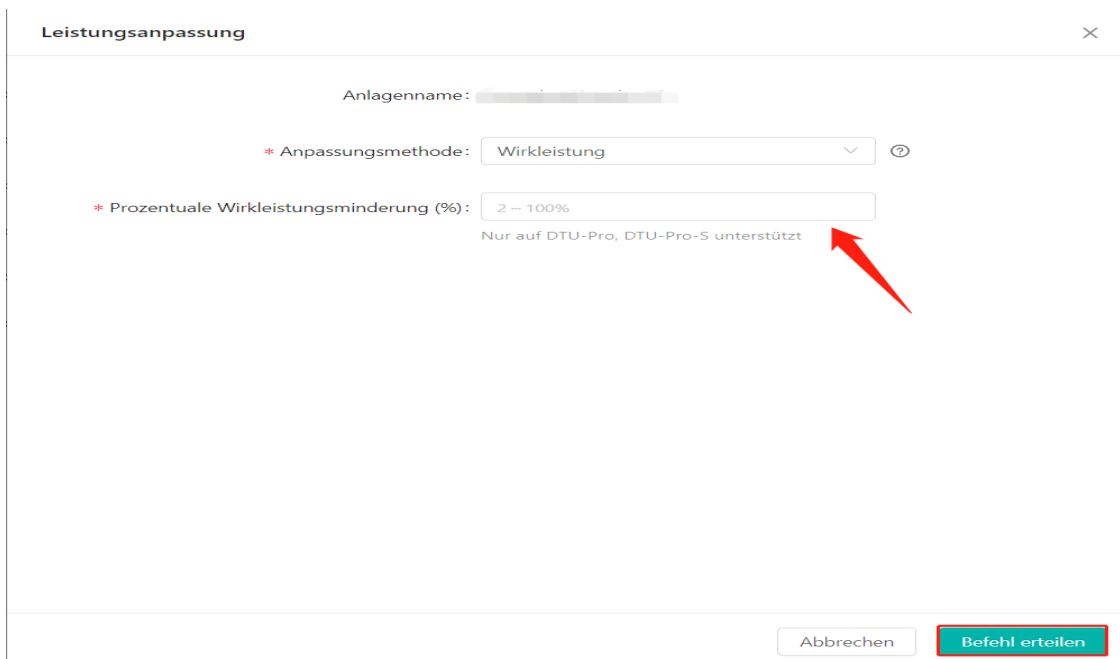 Leistungsanpassung
Anlagenname:
* Anpassungsmethode: Wirkleistung
* Prozentuale Wirkleistungsminderung (%): 2 ~ 100%
Nur auf DTU-Pro, DTU-Pro-S unterstützt
Abbrechen Befehl erteilen